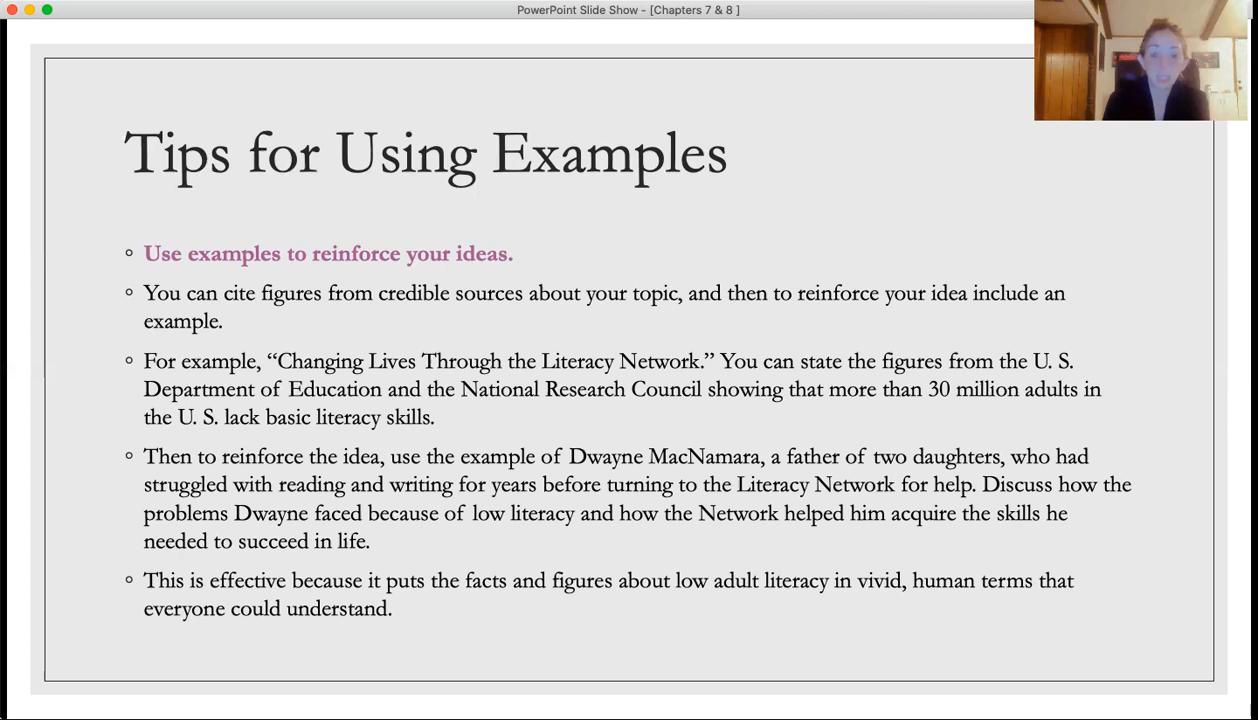 PowerPoint Slide Show - [Chapters 7 & 8 ]
Tips for Using Examples
Use examples to reinforce your ideas.
You can cite figures from credible sources about your topic, and then to reinforce your idea include an
example.
For example, “Changing Lives Through the Literacy Network.” You can state the figures from the U. S.
Department of Education and the National Research Council showing that more than 30 million adults in
the U. S. lack basic literacy skills.
Then to reinforce the idea, use the example of Dwayne MacNamara, a father of two daughters, who had
struggled with reading and writing for years before turning to the Literacy Network for help. Discuss how the
problems Dwayne faced because of low literacy and how the Network helped him acquire the skills he
needed to succeed in life.
This is effective because it puts the facts and figures about low adult literacy in vivid, human terms that
everyone could understand.